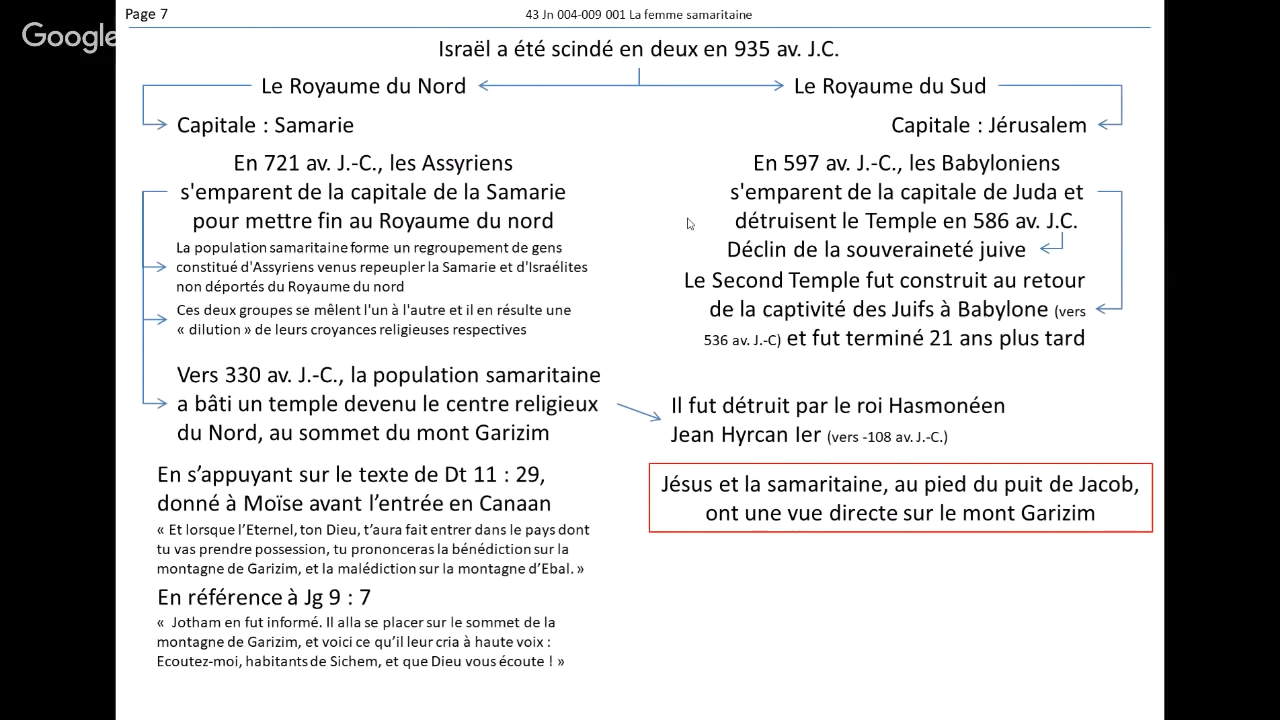 Google
Page 7
43 Jn 004-009 001 La femme samaritaine
Israël a été scindé en deux en 935 av. J.C.
Le Royaume du Nord
Le Royaume du Sud
Capitale : Samarie
Capitale : Jérusalem
En 721 av. J.-C., les Assyriens
s'emparent de la capitale de la Samarie
pour mettre fin au Royaume du nord
La population samaritaine forme un regroupement de gens
constitué d'Assyriens venus repeupler la Samarie et d'Israélites
non déportés du Royaume du nord
Ces deux groupes se mêlent l'un à l'autre et il en résulte une
« dilution » de leurs croyances religieuses respectives
Vers 330 av. J.-C., la population samaritaine
a bâti un temple devenu le centre religieux
du Nord, au sommet du mont Garizim
En s’appuyant sur le texte de Dt 11 : 29,
donné à Moïse avant l’entrée en Canaan
« Et lorsque l’Eternel, ton Dieu, t’aura fait entrer dans le pays dont
tu vas prendre possession, tu prononceras la bénédiction sur la
montagne de Garizim, et la malédiction sur la montagne d’Ebal. »
En référence à Jg 9 : 7
« Jotham en fut informé. Il alla se placer sur le sommet de la
montagne de Garizim, et voici ce qu’il leur cria à haute voix :
Ecoutez-moi, habitants de Sichem, et que Dieu vous écoute ! »
En 597 av. J.-C., les Babyloniens
s'emparent de la capitale de Juda et
détruisent le Temple en 586 av. J.C.
Déclin de la souveraineté juive
Le Second Temple fut construit au retour
de la captivité des Juifs à Babylone (vers
536 av. J.-C) et fut terminé 21 ans plus tard
Il fut détruit par le roi Hasmonéen
Jean Hyrcan Ier (vers -108 av. J.-C.)
Jésus et la samaritaine, au pied du puit de Jacob,
ont une vue directe sur le mont Garizim